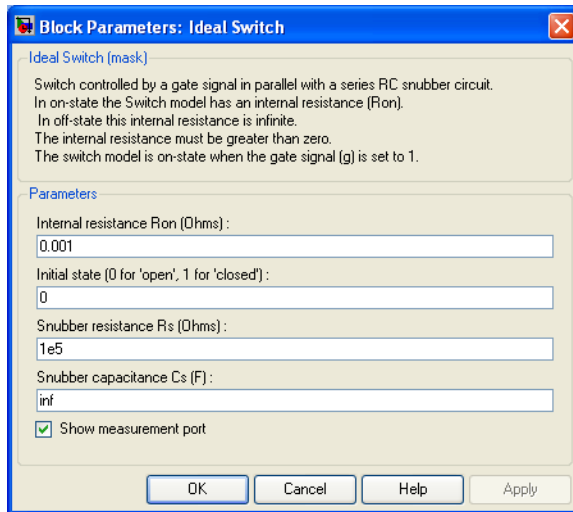 Block Parameters: Ideal Switch
Ideal Switch (mask)
Switch controlled by a gate signal in parallel with a series RC snubber circuit.
In on-state the Switch model has an internal resistance (Ron).
In off-state this internal resistance is infinite.
The internal resistance must be greater than zero.
The switch model is on-state when the gate signal (g) is set to 1.
Parameters
Internal resistance Ron (Ohms) :
0.001
Initial state (0 for 'open', 1 for 'closed') :
0
Snubber resistance Rs (Ohms) :
1e5
Snubber capacitance Cs (F) :
inf
Show measurement port
OK Cancel Help Apply